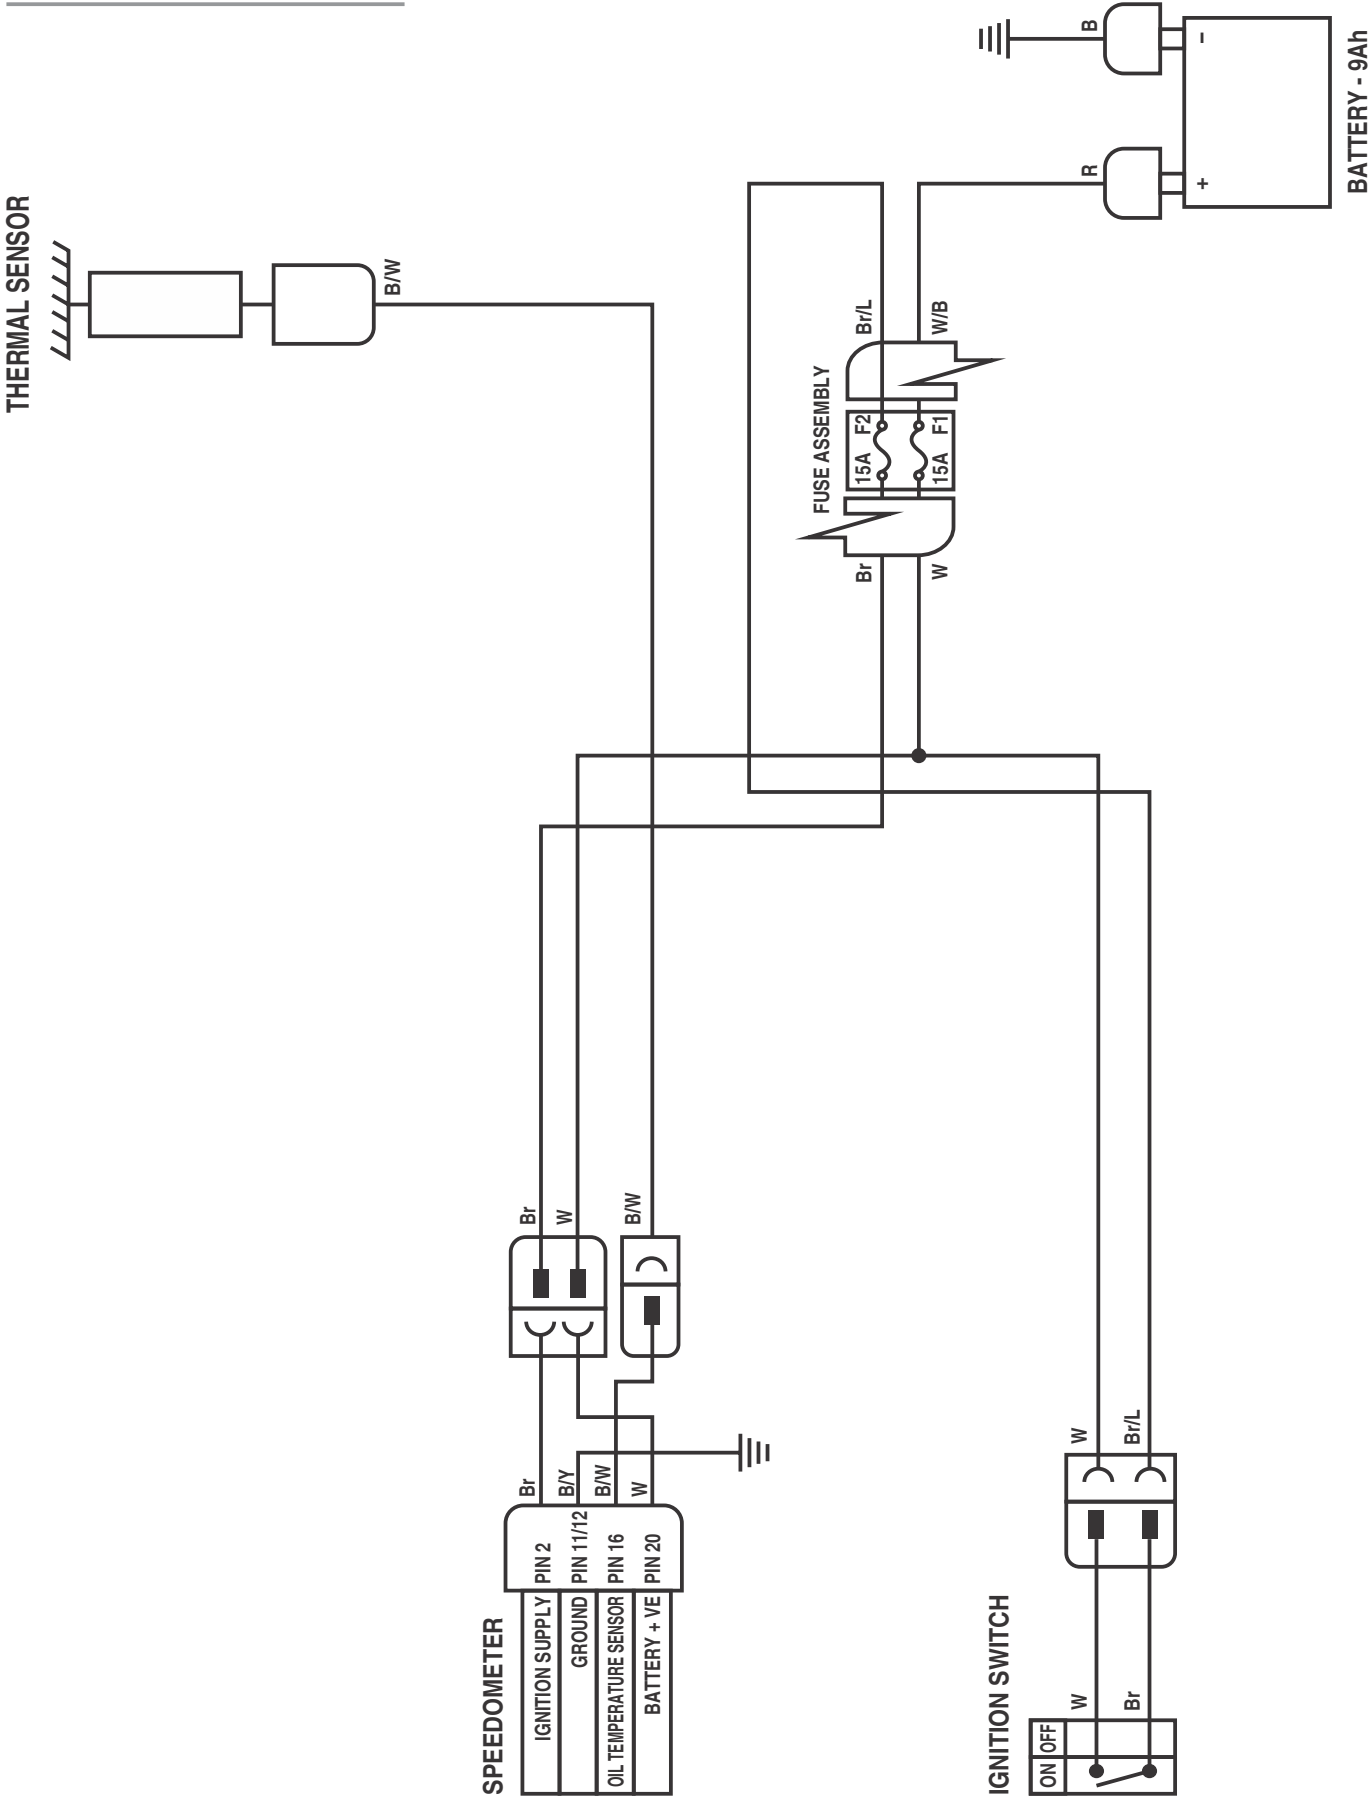 THERMAL SENSOR
B/W
B
-
R
+
BATTERY - 9Ah
Br/L
W/B
FUSE ASSEMBLY
15A F2
15A F1
Br
W
Br
W
B/W
Br
B/Y
B/W
W
SPEEDOMETER
IGNITION SUPPLY PIN 2
GROUND PIN 11/12
OIL TEMPERATURE SENSOR PIN 16
BATTERY + VE PIN 20
W
Br/L
IGNITION SWITCH
W
Br
ON OFF